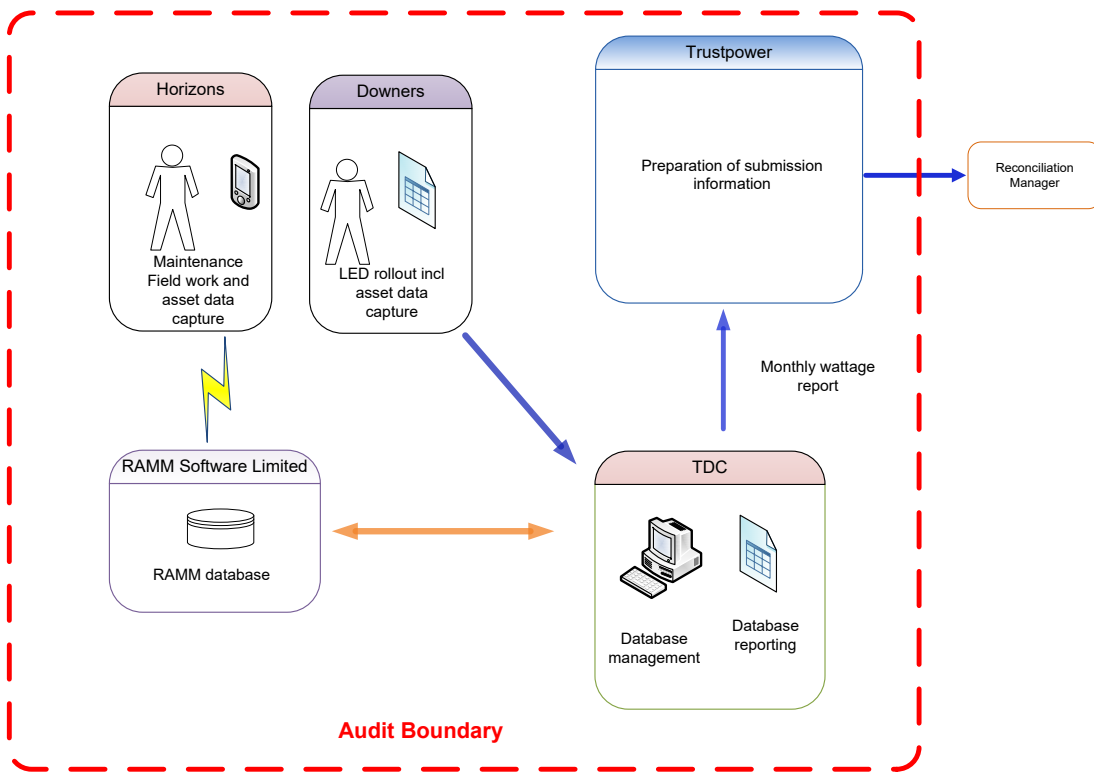 Horizons
Maintenance
Field work and
asset data
capture
Downers
LED rollout incl
asset data
capture
Trustpower
Preparation of submission
information
Reconciliation
Manager
Monthly wattage
report
RAMM Software Limited
RAMM database
TDC
Database
management
Database
reporting
Audit Boundary